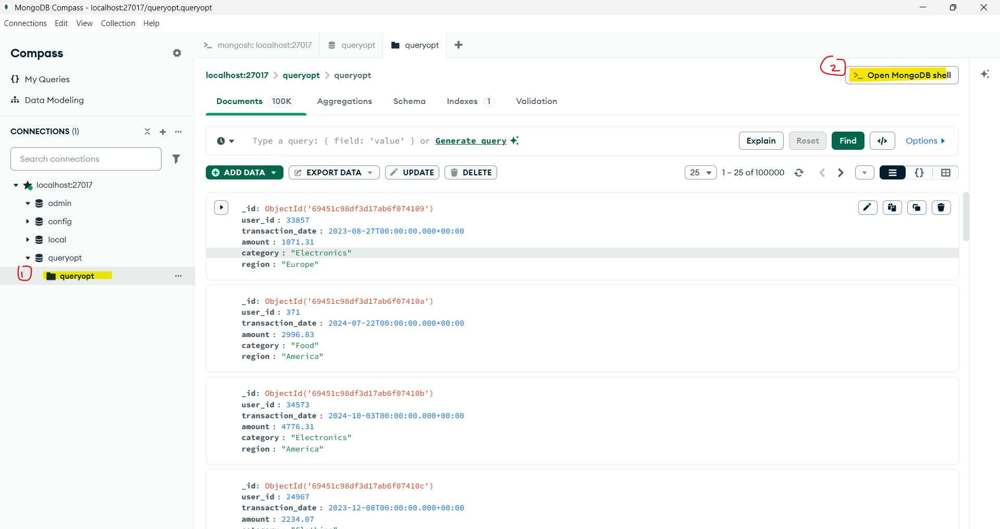 MongoDB Compass - localhost:27017/queryopt.queryopt
Connections Edit View Collection Help
Compass
{} My Queries
Data Modeling
CONNECTIONS (1)
Search connections
localhost:27017
admin
config
local
queryopt
1 queryopt
>_ mongosh: localhost:27017 queryopt queryopt
localhost:27017 > queryopt > queryopt
2 >_ Open MongoDB shell
Documents 100K Aggregations Schema Indexes 1 Validation
Type a query: { field: 'value' } or Generate query
Explain Reset Find </> Options
ADD DATA EXPORT DATA UPDATE DELETE
25 1 – 25 of 100000 {}
_id: ObjectId('69451c98df3d17ab6f074109')
user_id : 33857
transaction_date : 2023-08-27T00:00:00.000+00:00
amount : 1071.31
category : "Electronics"
region : "Europe"
_id: ObjectId('69451c98df3d17ab6f07410a')
user_id : 371
transaction_date : 2024-07-22T00:00:00.000+00:00
amount : 2996.83
category : "Food"
region : "America"
_id: ObjectId('69451c98df3d17ab6f07410b')
user_id : 34573
transaction_date : 2024-10-03T00:00:00.000+00:00
amount : 4776.31
category : "Electronics"
region : "America"
_id: ObjectId('69451c98df3d17ab6f07410c')
user_id : 24967
transaction_date : 2023-12-08T00:00:00.000+00:00
amount : 2234.07